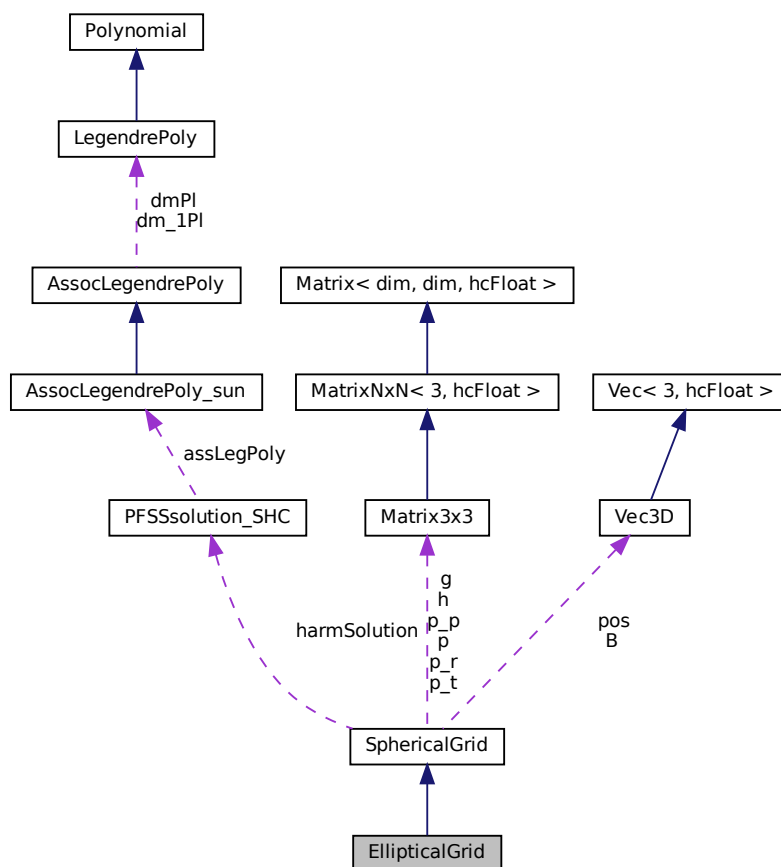 Polynomial
LegendrePoly
dmPl
dm_1Pl
AssocLegendrePoly
Matrix< dim, dim, hcFloat >
AssocLegendrePoly_sun
MatrixNxN< 3, hcFloat >
Vec< 3, hcFloat >
assLegPoly
PFSSsolution_SHC
Matrix3x3
Vec3D
harmSolution
g
h
p_p
p
p_r
p_t
pos
B
SphericalGrid
EllipticalGrid